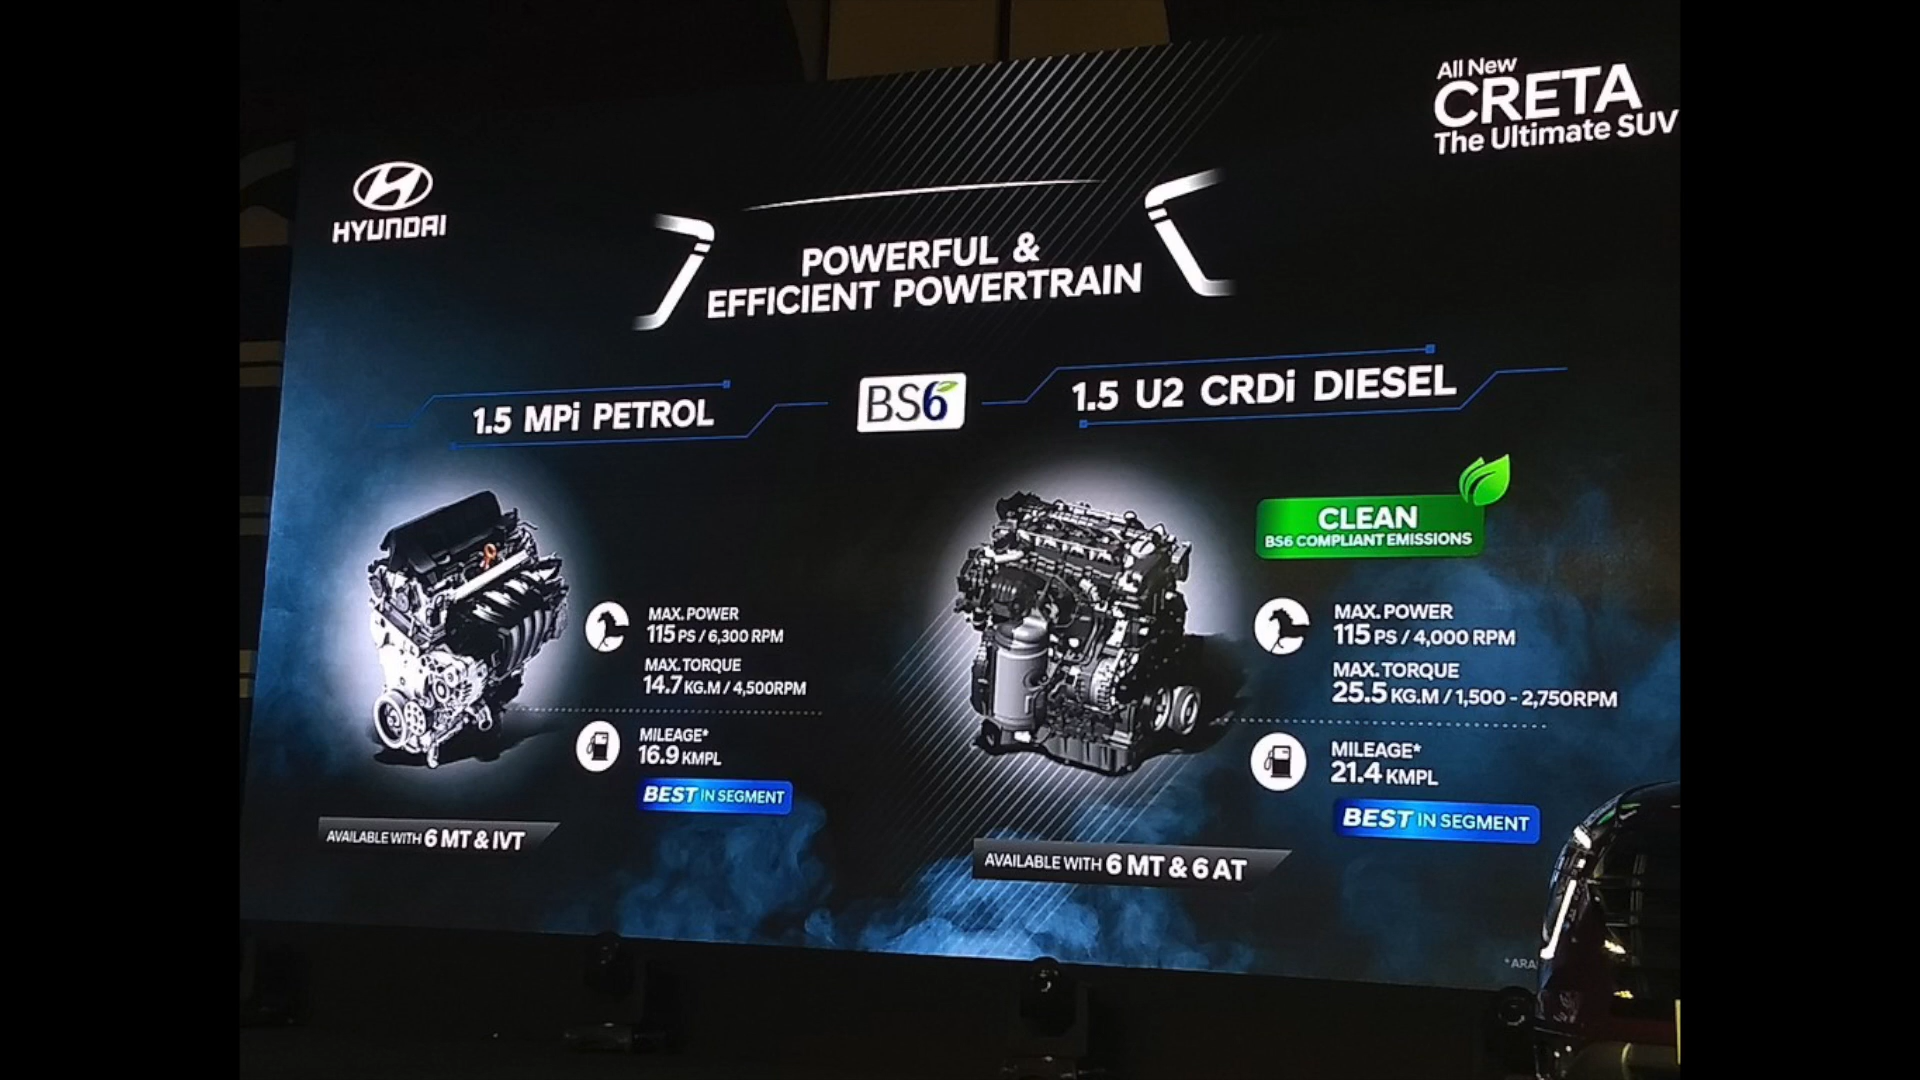 All New
CRETA
The Ultimate SUV
HYUNDAI
POWERFUL &
EFFICIENT POWERTRAIN
1.5 MPi PETROL
BS6
1.5 U2 CRDi DIESEL
CLEAN
BS6 COMPLIANT EMISSIONS
MAX. POWER
115 PS / 6,300 RPM
MAX. TORQUE
14.7 KG.M / 4,500RPM
MILEAGE*
16.9 KMPL
BEST IN SEGMENT
AVAILABLE WITH 6 MT & IVT
MAX. POWER
115 PS / 4,000 RPM
MAX. TORQUE
25.5 KG.M / 1,500 - 2,750RPM
MILEAGE*
21.4 KMPL
BEST IN SEGMENT
AVAILABLE WITH 6 MT & 6 AT